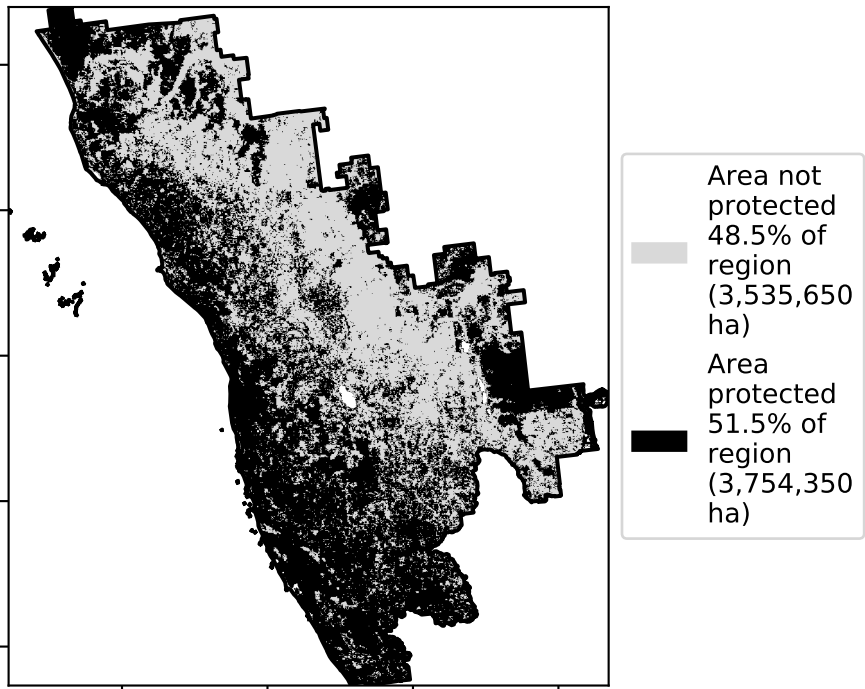 Area not
protected
48.5% of
region
(3,535,650
ha)
Area
protected
51.5% of
region
(3,754,350
ha)